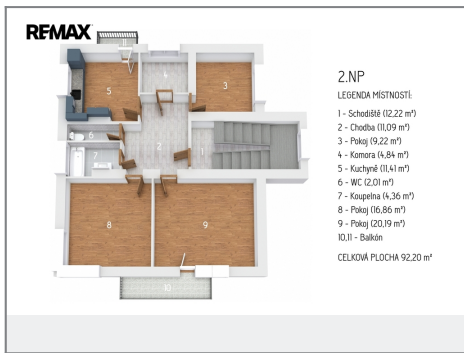 REMAX
11
5
4
3
6
2
1
7
8
9
10
2.NP
LEGENDA MÍSTNOSTÍ:
1 - Schodiště (12,22 m²)
2 - Chodba (11,09 m²)
3 - Pokoj (9,22 m²)
4 - Komora (4,84 m²)
5 - Kuchyně (11,41 m²)
6 - WC (2,01 m²)
7 - Koupelna (4,36 m²)
8 - Pokoj (16,86 m²)
9 - Pokoj (20,19 m²)
10,11 - Balkón
CELKOVÁ PLOCHA 92,20 m²